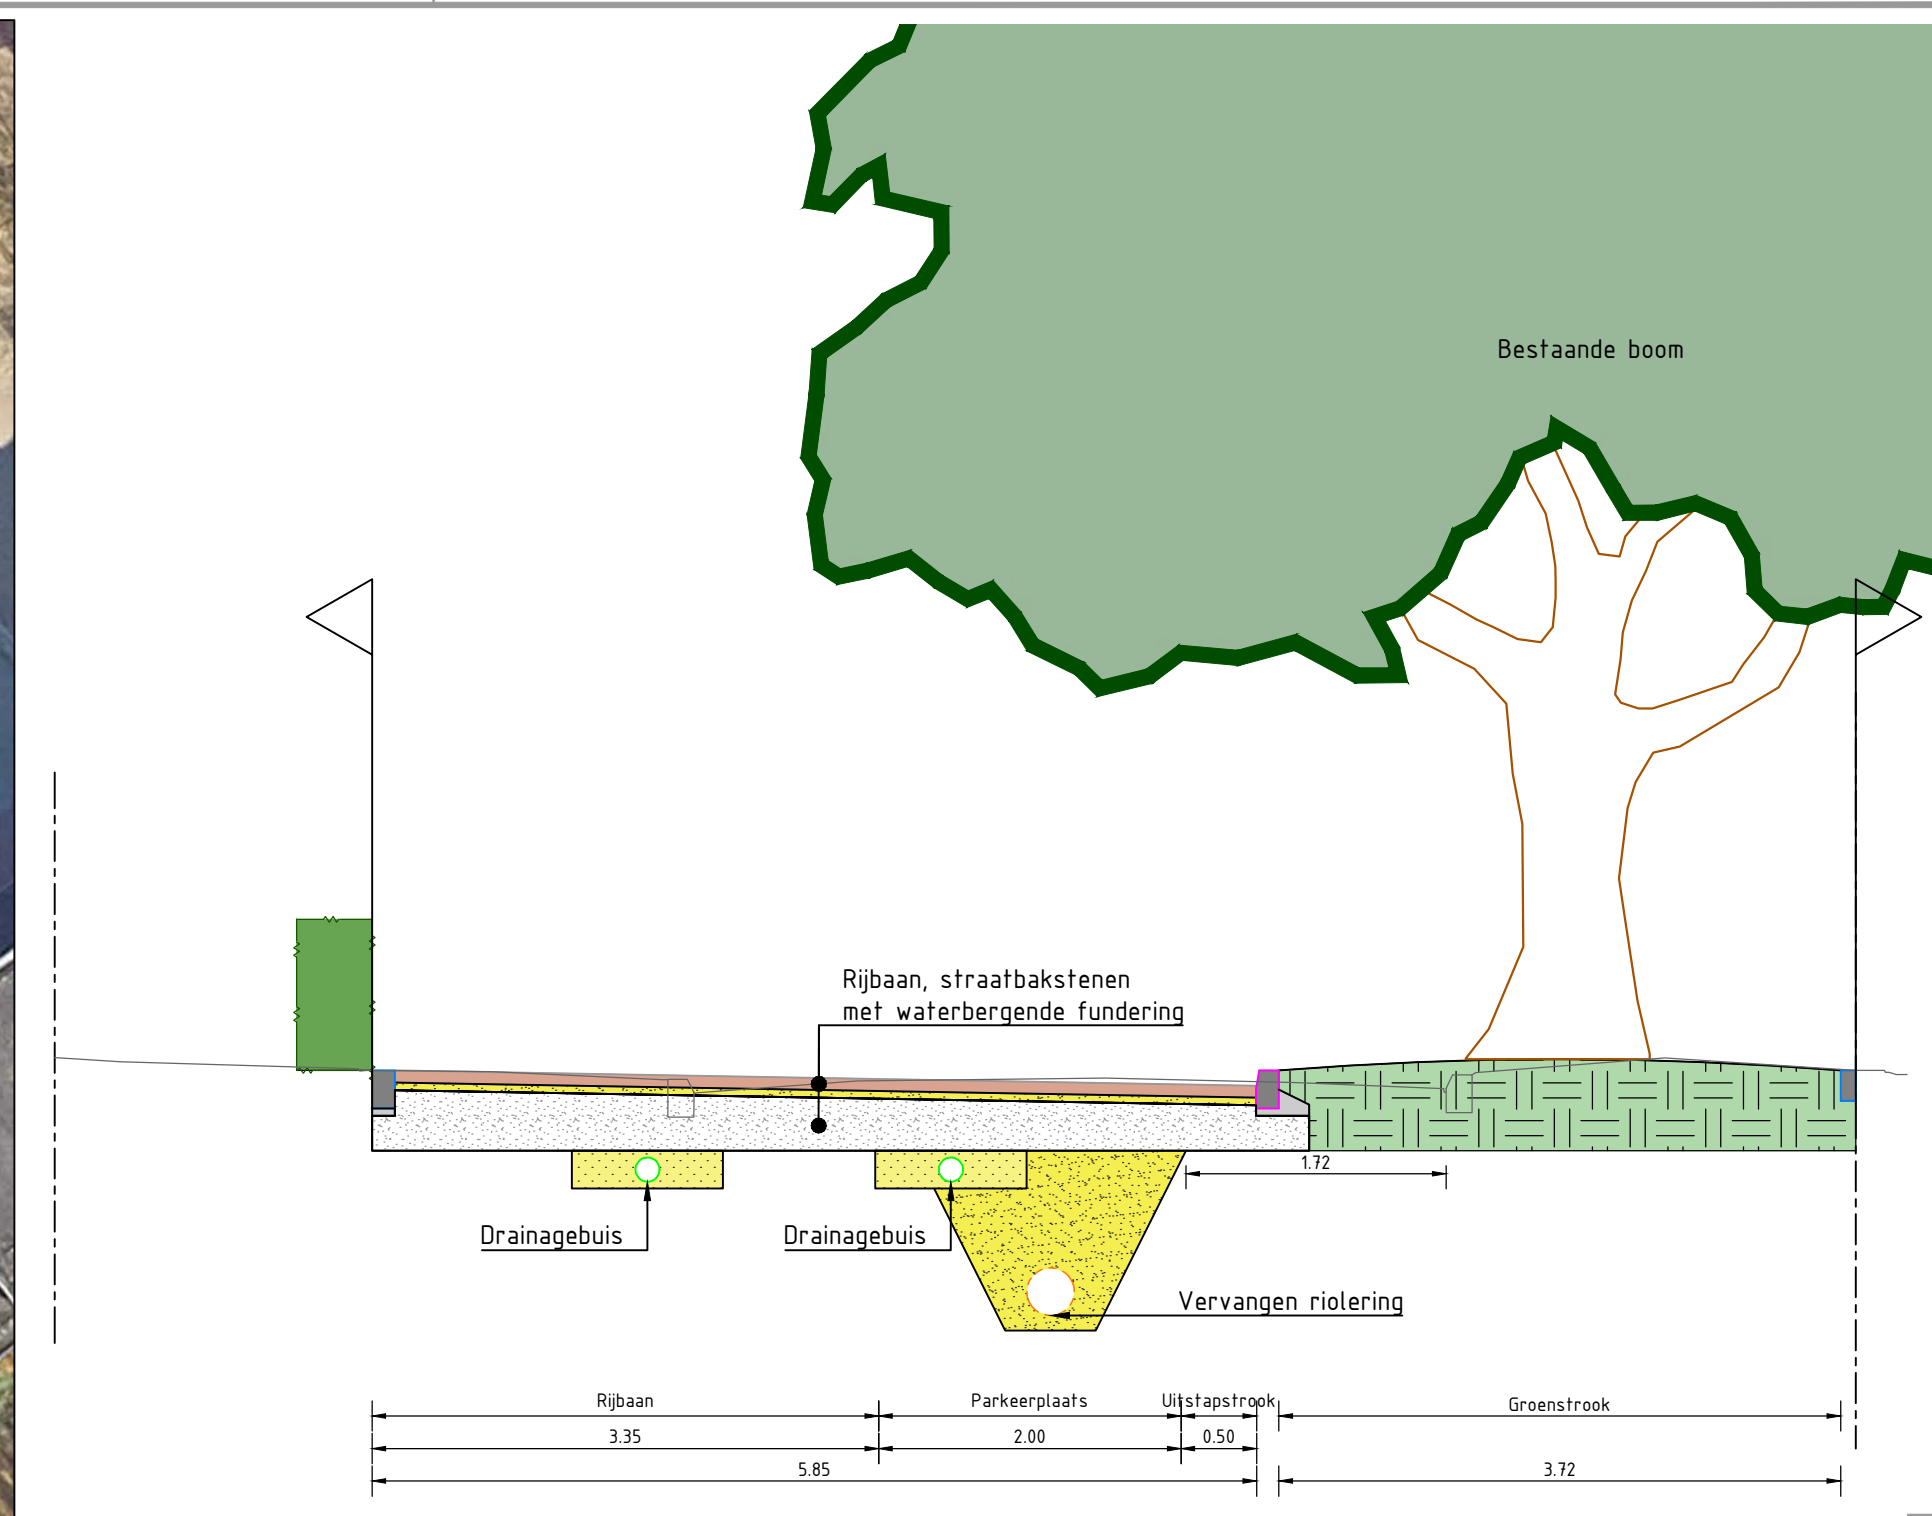 Bestaande boom
Rijbaan, straatbakstenen
met waterbergende fundering
1.72
Drainagebuis
Drainagebuis
Vervangen riolering
Rijbaan
Parkeerplaats
Uitstapstrook
Groenstrook
3.35
2.00
0.50
5.85
3.72